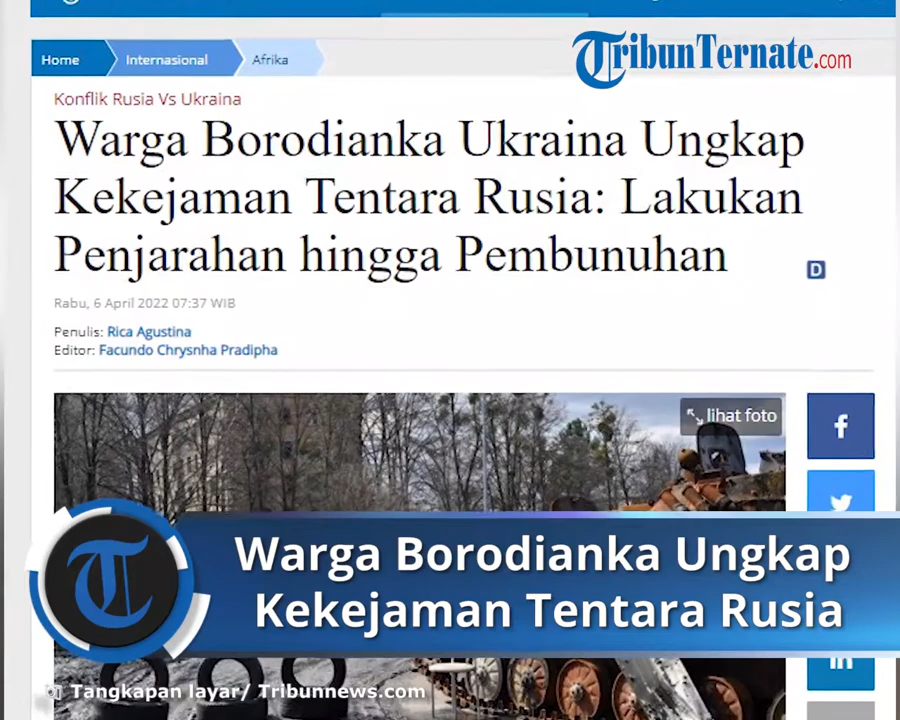 TribunTernate.com
Home Internasional Afrika
Konflik Rusia Vs Ukraina
Warga Borodianka Ukraina Ungkap
Kekejaman Tentara Rusia: Lakukan
Penjarahan hingga Pembunuhan
D
Rabu, 6 April 2022 07:37 WIB
Penulis: Rica Agustina
Editor: Facundo Chrysnha Pradipha
lihat foto
f
T
Warga Borodianka Ungkap
Kekejaman Tentara Rusia
in
Tangkapan layar/ Tribunnews.com